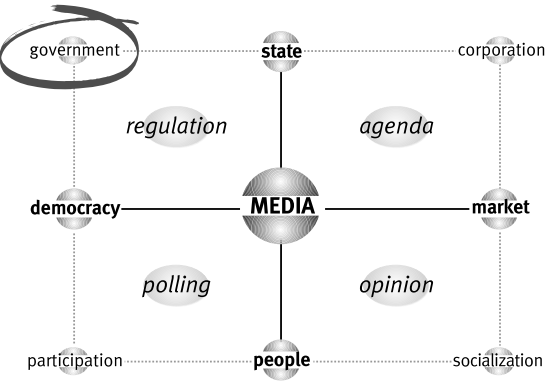 government
state
corporation
regulation
agenda
democracy
MEDIA
market
polling
opinion
participation
people
socialization